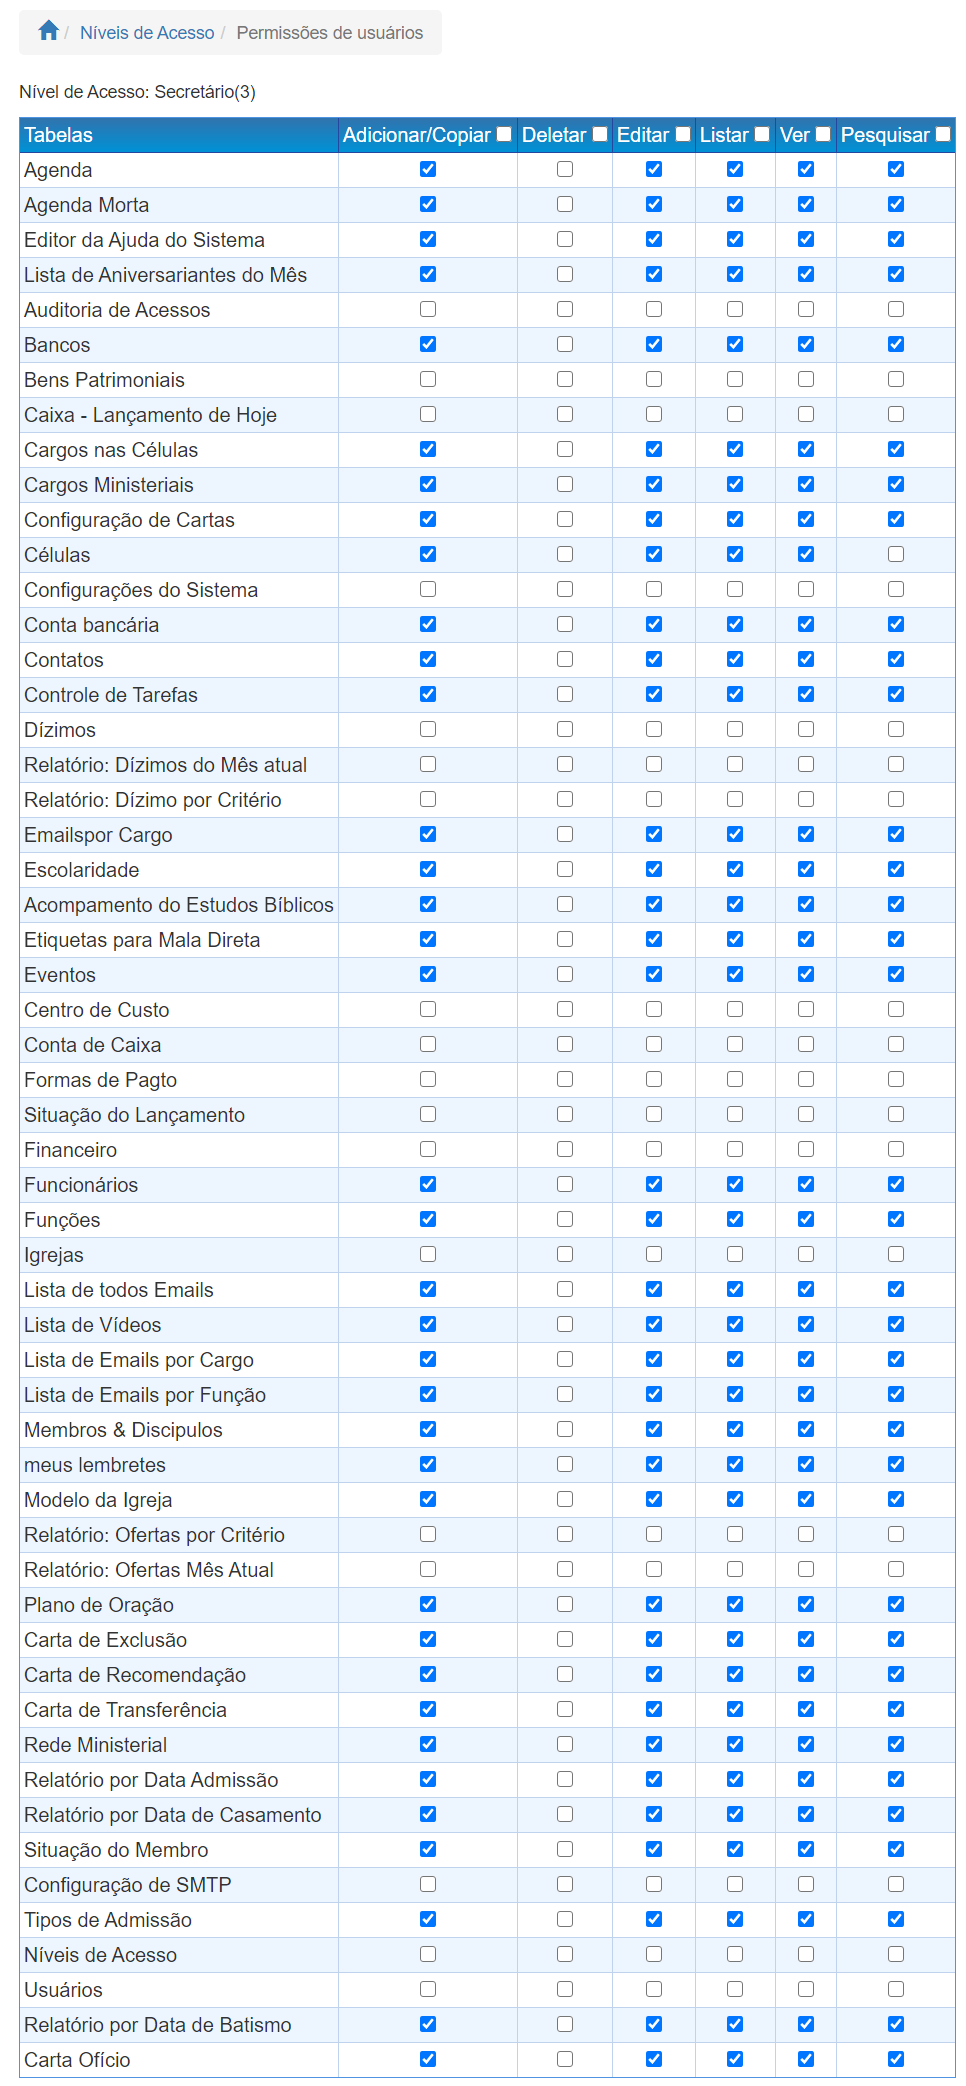 / Níveis de Acesso / Permissões de usuários
Nível de Acesso: Secretário(3)
Tabelas Adicionar/Copiar Deletar Editar Listar Ver Pesquisar
Agenda
Agenda Morta
Editor da Ajuda do Sistema
Lista de Aniversariantes do Mês
Auditoria de Acessos
Bancos
Bens Patrimoniais
Caixa - Lançamento de Hoje
Cargos nas Células
Cargos Ministeriais
Configuração de Cartas
Células
Configurações do Sistema
Conta bancária
Contatos
Controle de Tarefas
Dízimos
Relatório: Dízimos do Mês atual
Relatório: Dízimo por Critério
Emailspor Cargo
Escolaridade
Acompamento do Estudos Bíblicos
Etiquetas para Mala Direta
Eventos
Centro de Custo
Conta de Caixa
Formas de Pagto
Situação do Lançamento
Financeiro
Funcionários
Funções
Igrejas
Lista de todos Emails
Lista de Vídeos
Lista de Emails por Cargo
Lista de Emails por Função
Membros & Discipulos
meus lembretes
Modelo da Igreja
Relatório: Ofertas por Critério
Relatório: Ofertas Mês Atual
Plano de Oração
Carta de Exclusão
Carta de Recomendação
Carta de Transferência
Rede Ministerial
Relatório por Data Admissão
Relatório por Data de Casamento
Situação do Membro
Configuração de SMTP
Tipos de Admissão
Níveis de Acesso
Usuários
Relatório por Data de Batismo
Carta Ofício